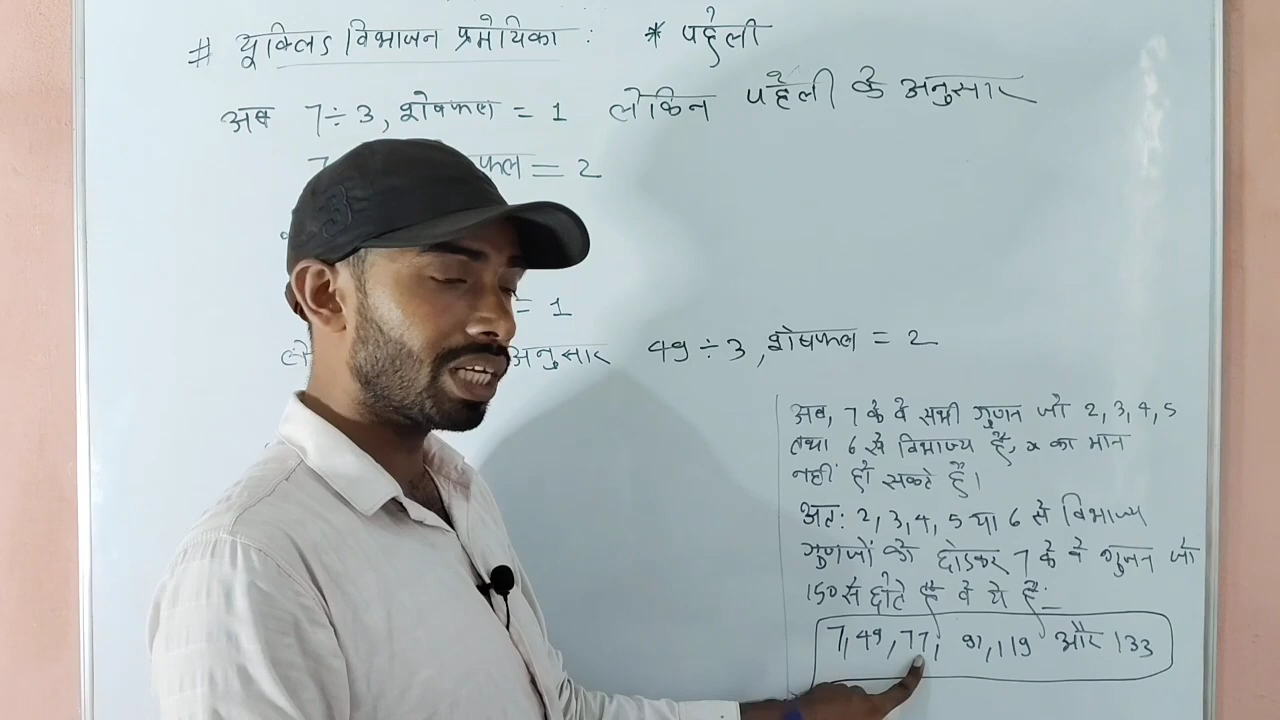 # यूक्लिड विभाजन प्रमेयिका : * पहेली
अब 7 ÷ 3, शेषफल = 1 लेकिन पहेली के अनुसार
7 फल = 2
= 1
ले अनुसार 49 ÷ 3, शेषफल = 2
अब, 7 के वे सभी गुणज जो 2, 3, 4, 5
तथा 6 से विभाज्य हैं, x का मान
नहीं हो सकते हैं।
अतः 2, 3, 4, 5 या 6 से विभाज्य
गुणजों को छोडकर 7 के वे गुणज जो
150 से छोटे हैं वे ये हैं:_
7, 49, 77, 91, 119 और 133
3